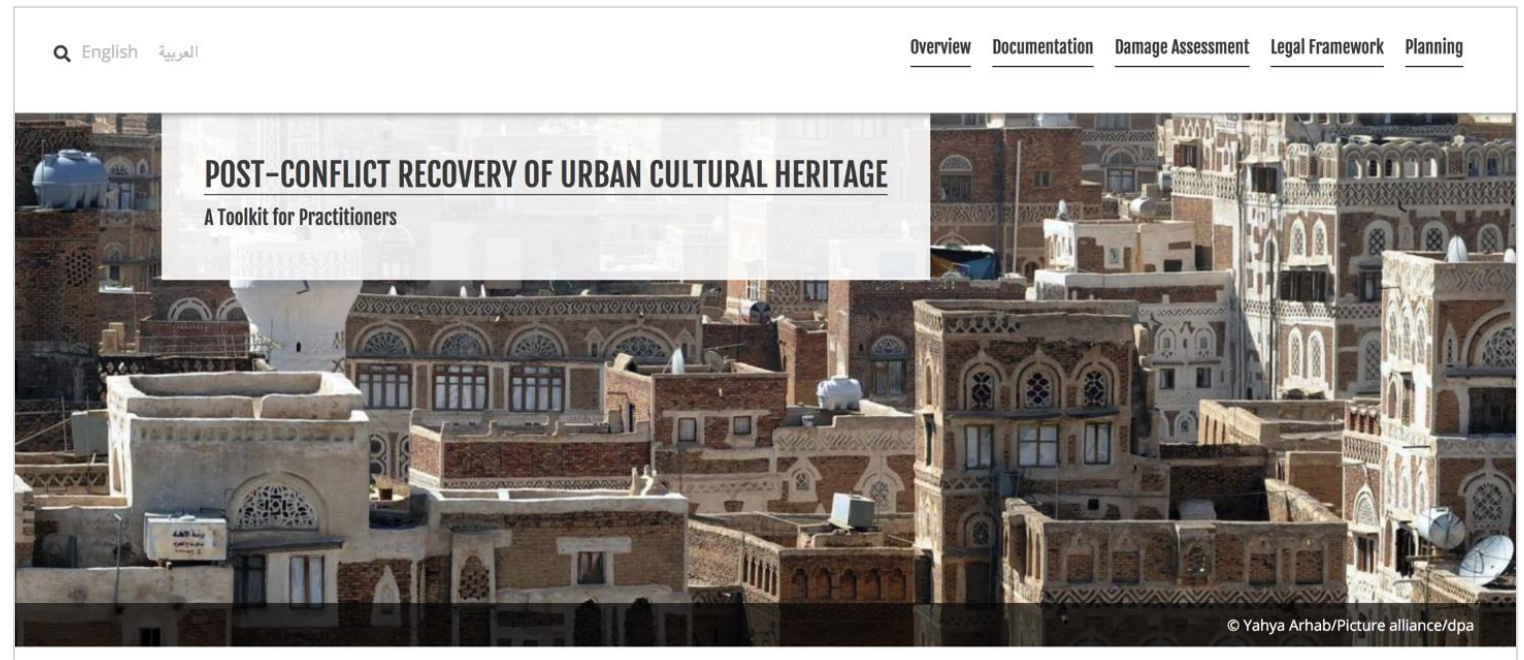 English العربية
Overview Documentation Damage Assessment Legal Framework Planning
POST-CONFLICT RECOVERY OF URBAN CULTURAL HERITAGE
A Toolkit for Practitioners
© Yahya Arhab/Picture alliance/dpa